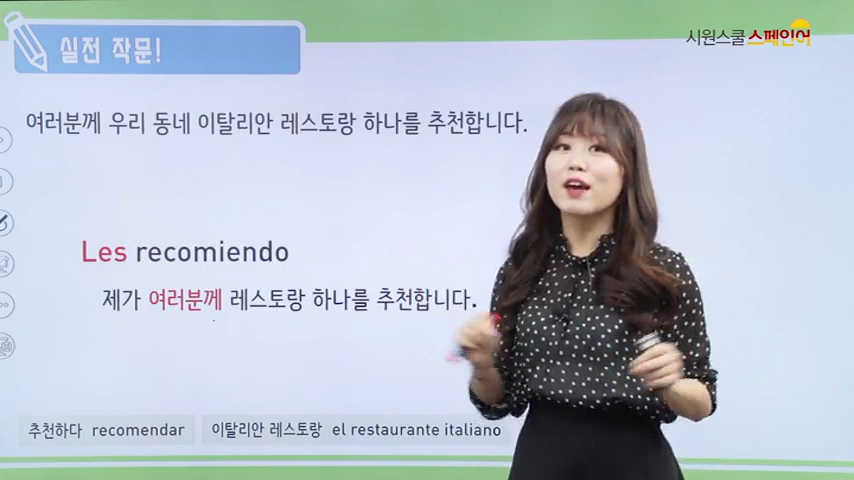 실전 작문!
시원스쿨 스페인어
여러분께 우리 동네 이탈리안 레스토랑 하나를 추천합니다.
Les recomiendo
제가 여러분께 레스토랑 하나를 추천합니다.
추천하다 recomendar
이탈리안 레스토랑 el restaurante italiano